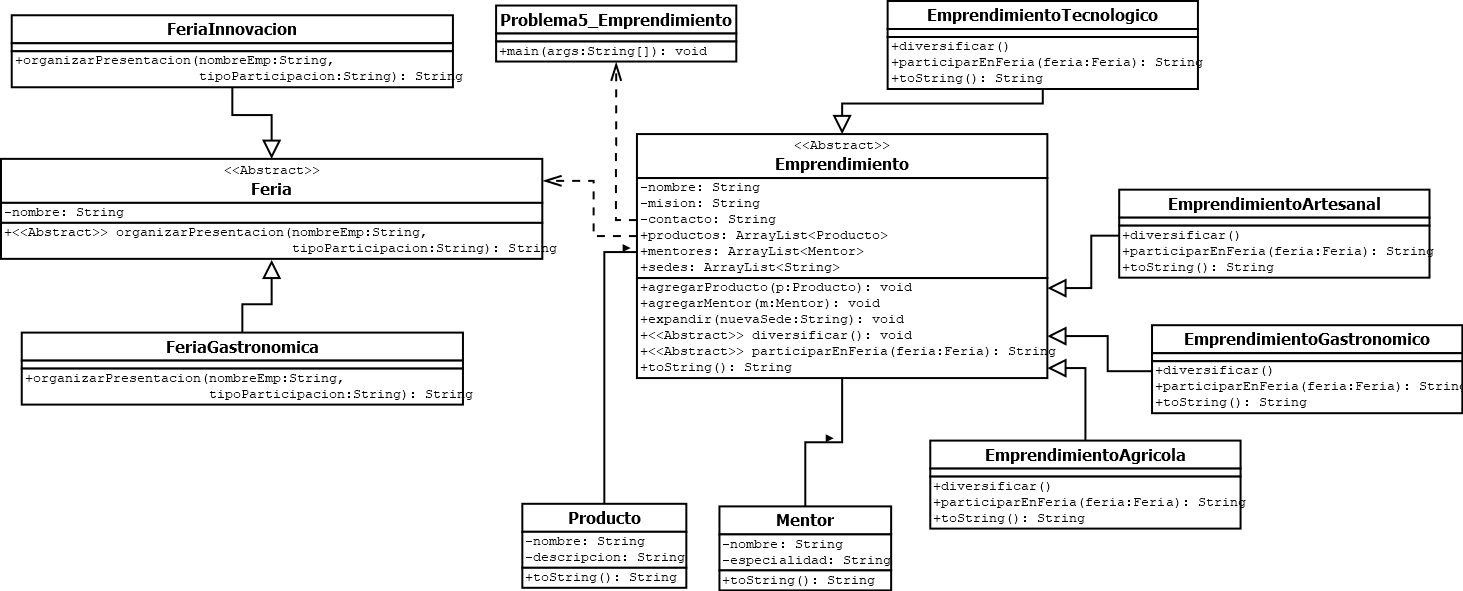 FeriaInnovacion
+organizarPresentacion(nombreEmp:String,
tipoParticipacion:String): String
Problema5_Emprendimiento
+main(args:String[]): void
EmprendimientoTecnologico
+diversificar()
+participarEnFeria(feria:Feria): String
+toString(): String
<<Abstract>>
Feria
-nombre: String
+<<Abstract>> organizarPresentacion(nombreEmp:String,
tipoParticipacion:String): String
<<Abstract>>
Emprendimiento
-nombre: String
-mision: String
-contacto: String
+productos: ArrayList<Producto>
+mentores: ArrayList<Mentor>
+sedes: ArrayList<String>
+agregarProducto(p:Producto): void
+agregarMentor(m:Mentor): void
+expandir(nuevaSede:String): void
+<<Abstract>> diversificar(): void
+<<Abstract>> participarEnFeria(feria:Feria): String
+toString(): String
EmprendimientoArtesanal
+diversificar()
+participarEnFeria(feria:Feria): String
+toString(): String
FeriaGastronomica
+organizarPresentacion(nombreEmp:String,
tipoParticipacion:String): String
EmprendimientoGastronomico
+diversificar()
+participarEnFeria(feria:Feria): String
+toString(): String
EmprendimientoAgricola
+diversificar()
+participarEnFeria(feria:Feria): String
+toString(): String
Producto
-nombre: String
-descripcion: String
+toString(): String
Mentor
-nombre: String
-especialidad: String
+toString(): String